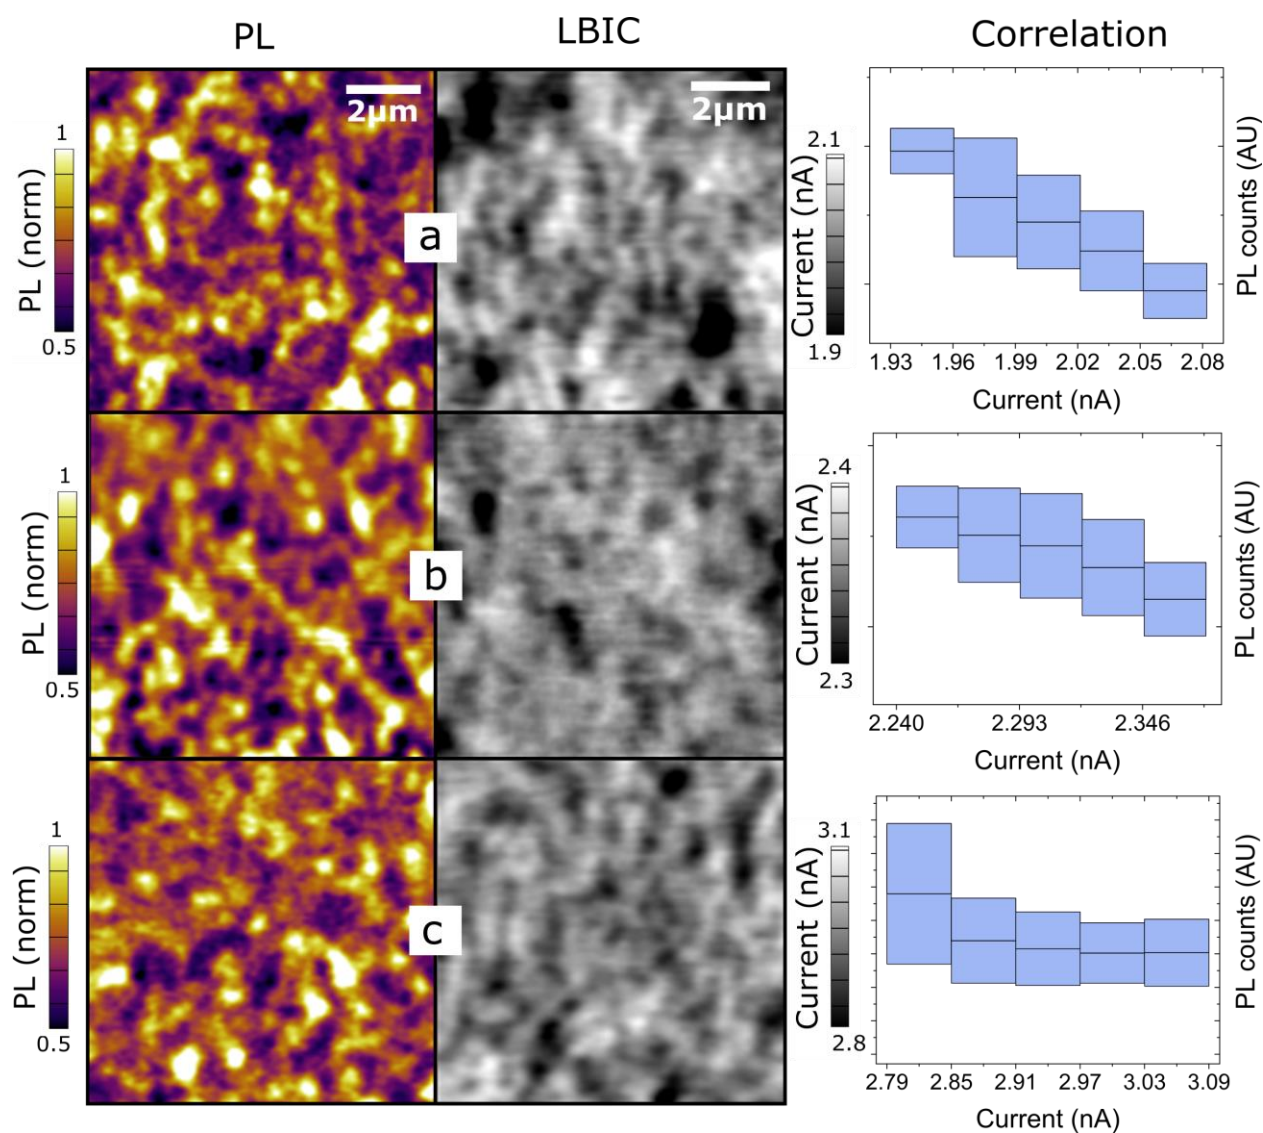 PL
LBIC
Correlation
2μm
2μm
1
PL (norm)
0.5
a
2.1
Current (nA)
1.9
PL counts (AU)
1.93 1.96 1.99 2.02 2.05 2.08
Current (nA)
1
PL (norm)
0.5
b
2.4
Current (nA)
2.3
PL counts (AU)
2.240 2.293 2.346
Current (nA)
1
PL (norm)
0.5
c
3.1
Current (nA)
2.8
PL counts (AU)
2.79 2.85 2.91 2.97 3.03 3.09
Current (nA)